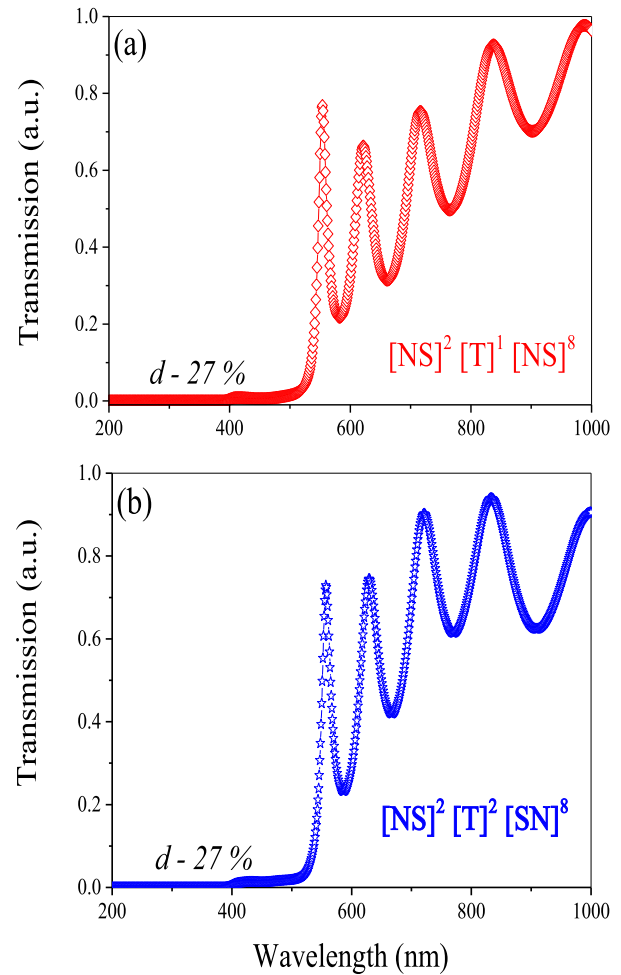 (a)
1.0
0.8
0.6
0.4
0.2
0.0
Transmission (a.u.)
d - 27 %
[NS]² [T]¹ [NS]⁸
200 400 600 800 1000
(b)
1.0
0.8
0.6
0.4
0.2
0.0
Transmission (a.u.)
d - 27 %
[NS]² [T]² [SN]⁸
200 400 600 800 1000
Wavelength (nm)